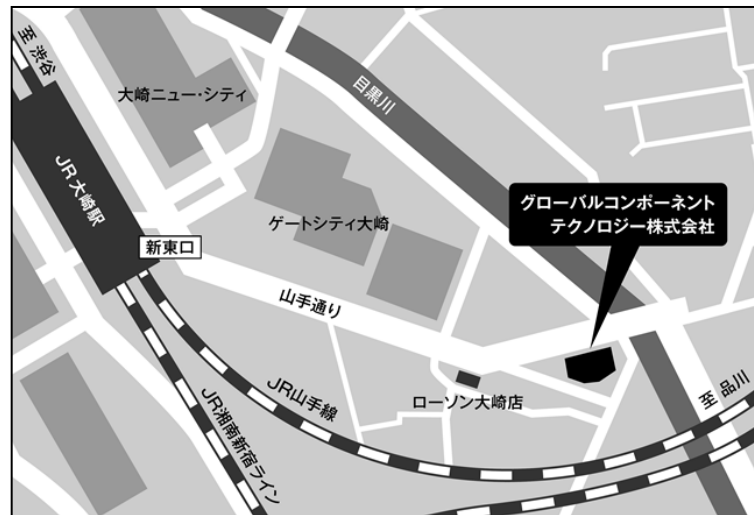 至 渋谷
大崎ニュー・シティ
目黒川
JR 大崎駅
グローバルコンポーネント
テクノロジー株式会社
新東口
ゲートシティ大崎
山手通り
JR山手線
ローソン大崎店
至 品川
JR湘南新宿ライン